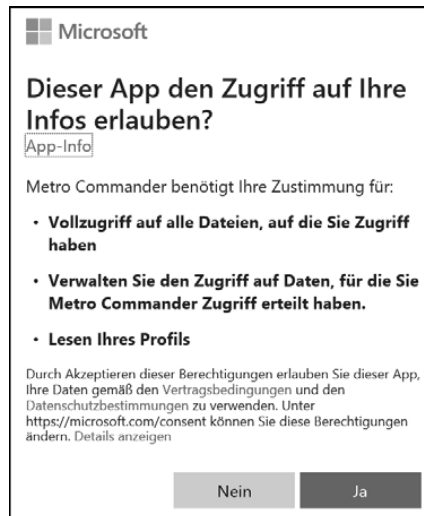 Microsoft
Dieser App den Zugriff auf Ihre
Infos erlauben?
App-Info
Metro Commander benötigt Ihre Zustimmung für:
• Vollzugriff auf alle Dateien, auf die Sie Zugriff
haben
• Verwalten Sie den Zugriff auf Daten, für die Sie
Metro Commander Zugriff erteilt haben.
• Lesen Ihres Profils
Durch Akzeptieren dieser Berechtigungen erlauben Sie dieser App,
Ihre Daten gemäß den Vertragsbedingungen und den
Datenschutzbestimmungen zu verwenden. Unter
https://microsoft.com/consent können Sie diese Berechtigungen
ändern. Details anzeigen
Nein Ja